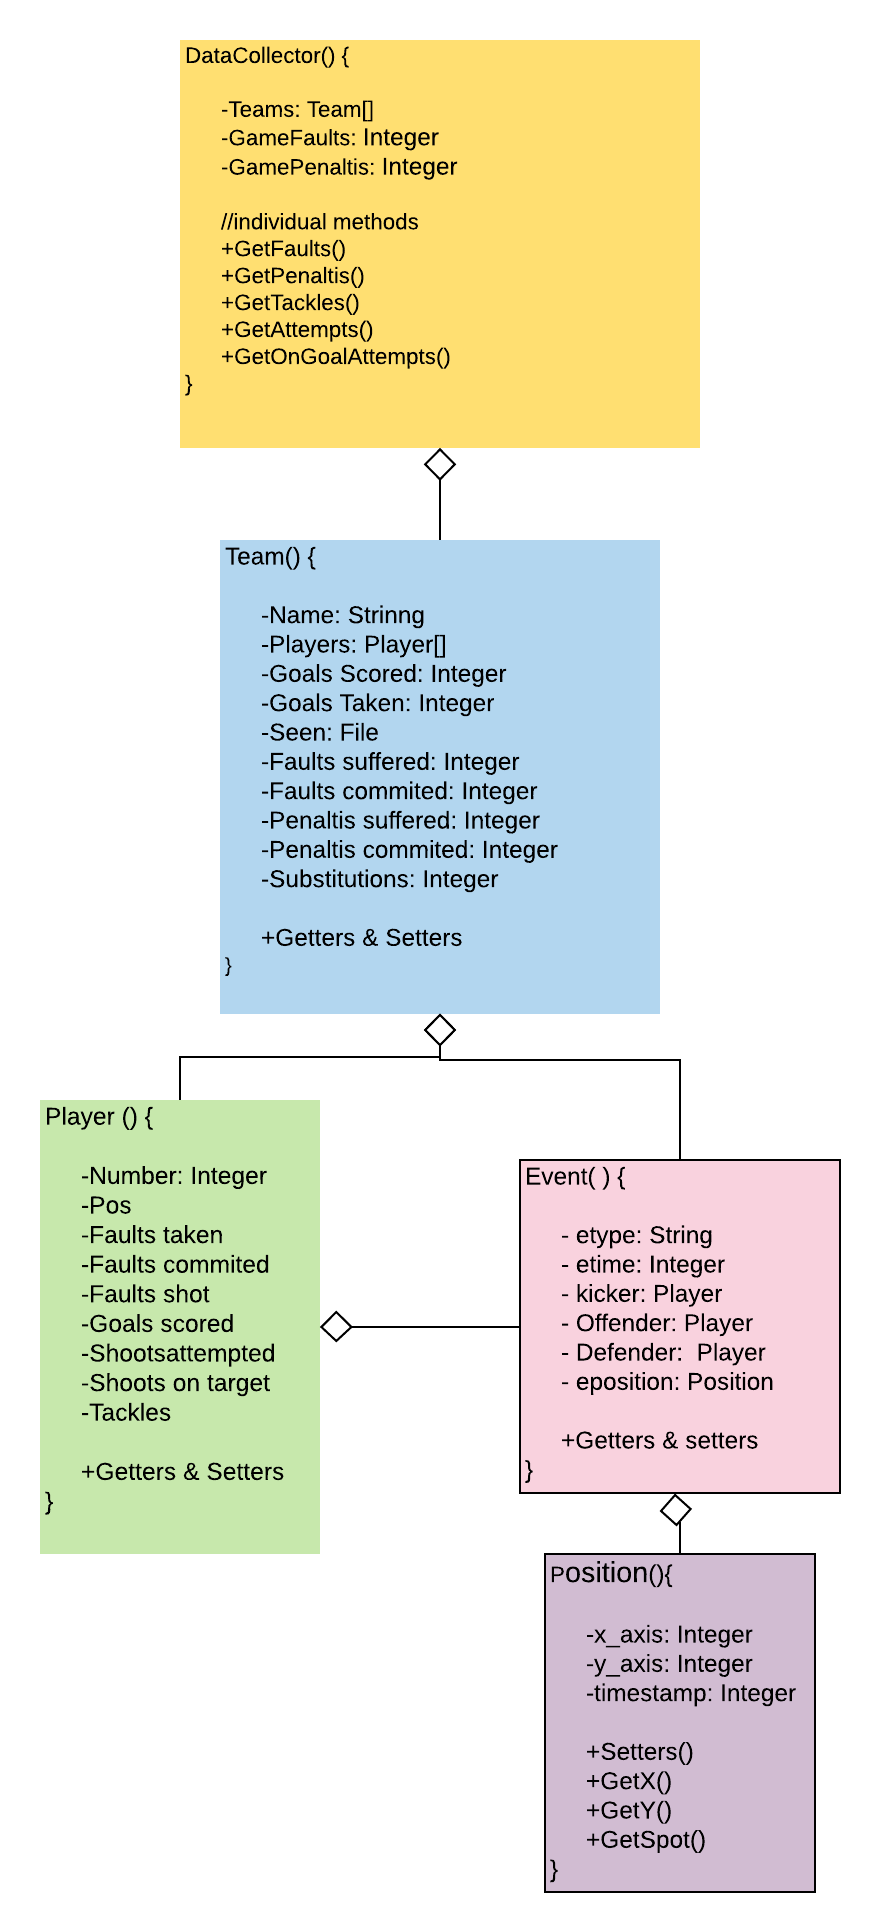 DataCollector() {
-Teams: Team[]
-GameFaults: Integer
-GamePenaltis: Integer
//individual methods
+GetFaults()
+GetPenaltis()
+GetTackles()
+GetAttempts()
+GetOnGoalAttempts()
}
Team() {
-Name: Strinng
-Players: Player[]
-Goals Scored: Integer
-Goals Taken: Integer
-Seen: File
-Faults suffered: Integer
-Faults commited: Integer
-Penaltis suffered: Integer
-Penaltis commited: Integer
-Substitutions: Integer
+Getters & Setters
}
Player () {
-Number: Integer
-Pos
-Faults taken
-Faults commited
-Faults shot
-Goals scored
-Shootsattempted
-Shoots on target
-Tackles
+Getters & Setters
}
Event( ) {
- etype: String
- etime: Integer
- kicker: Player
- Offender: Player
- Defender:  Player
- eposition: Position
+Getters & setters
}
Position(){
-x_axis: Integer
-y_axis: Integer
-timestamp: Integer
+Setters()
+GetX()
+GetY()
+GetSpot()
}